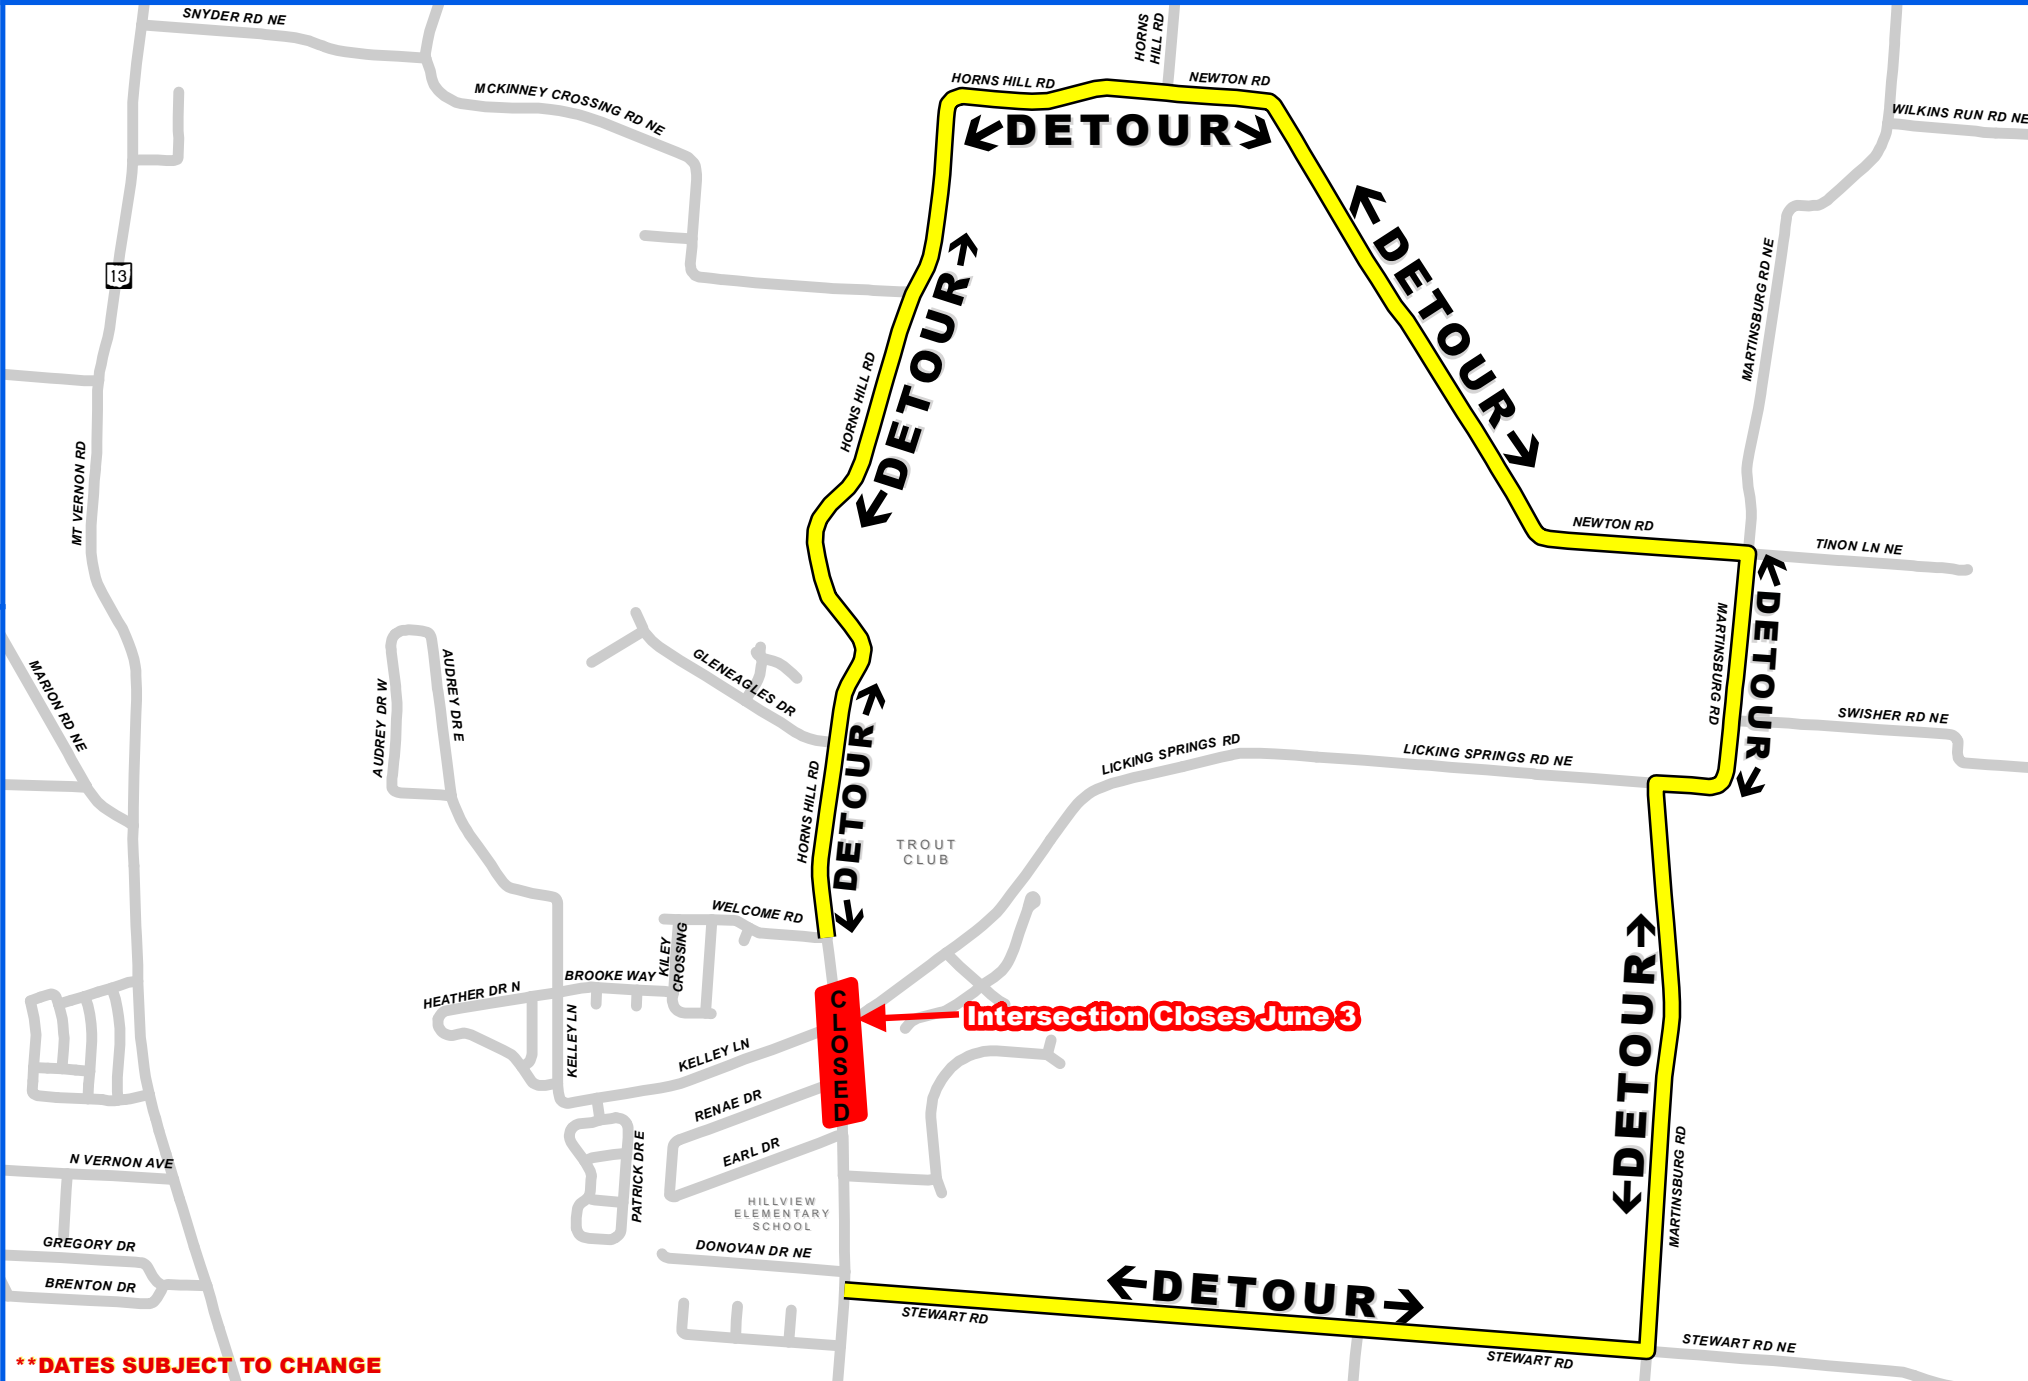 SNYDER RD NE
HORNS
HILL RD
MCKINNEY CROSSING RD NE
HORNS HILL RD
NEWTON RD
WILKINS RUN RD NE
←DETOUR→
13
←DETOUR→
←DETOUR→
MARTINSBURG RD NE
HORNS HILL RD
MT VERNON RD
NEWTON RD
TINON LN NE
←DETOUR→
MARTINSBURG RD
MARION RD NE
AUDREY DR W
AUDREY DR E
GLENEAGLES DR
SWISHER RD NE
LICKING SPRINGS RD
LICKING SPRINGS RD NE
HORNS HILL RD
←DETOUR→
TROUT
CLUB
WELCOME RD
KILEY
CROSSING
BROOKE WAY
HEATHER DR N
KELLEY LN
CLOSED
Intersection Closes June 3
KELLEY LN
←DETOUR→
RENAE DR
EARL DR
PATRICK DR E
MARTINSBURG RD
N VERNON AVE
HILLVIEW
ELEMENTARY
SCHOOL
GREGORY DR
DONOVAN DR NE
BRENTON DR
←DETOUR→
STEWART RD
STEWART RD
STEWART RD NE
**DATES SUBJECT TO CHANGE